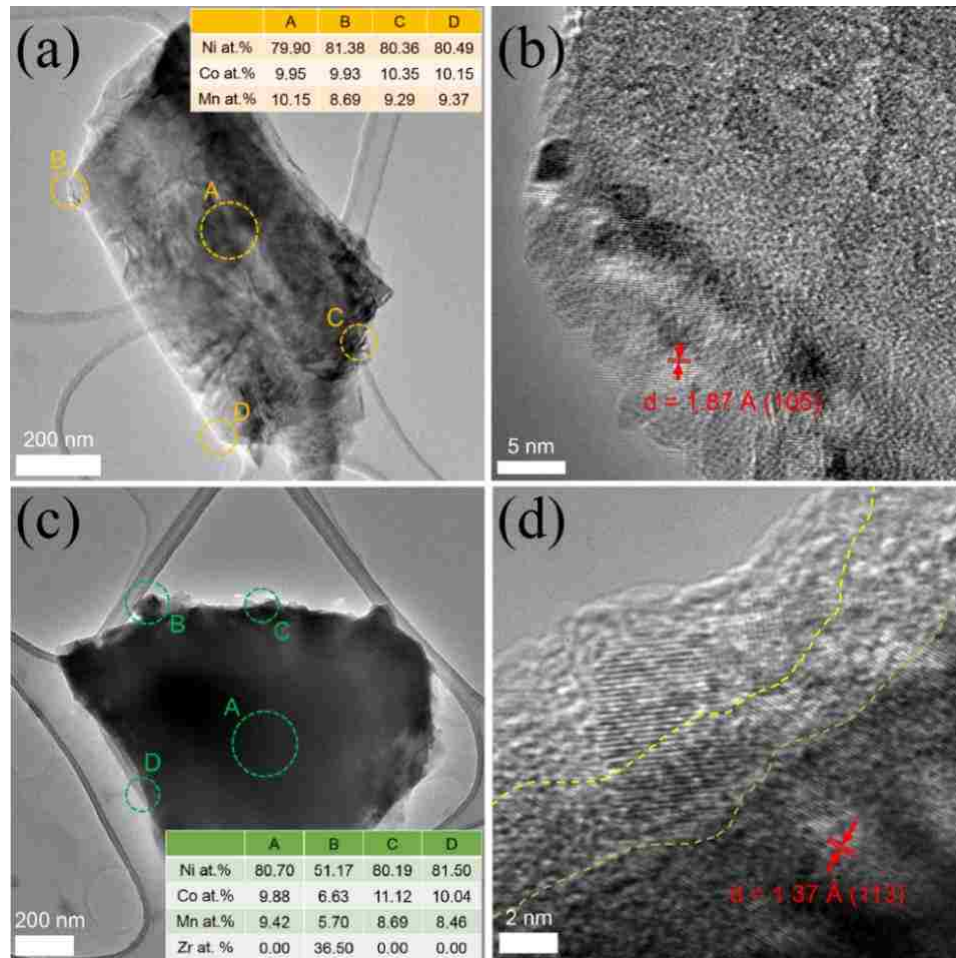 (a)
A B C D
Ni at.% 79.90 81.38 80.36 80.49
Co at.% 9.95 9.93 10.35 10.15
Mn at.% 10.15 8.69 9.29 9.37
B
A
C
D
200 nm
(b)
d = 1.87 Å (105)
5 nm
(c)
B
C
A
D
A B C D
Ni at.% 80.70 51.17 80.19 81.50
Co at.% 9.88 6.63 11.12 10.04
Mn at.% 9.42 5.70 8.69 8.46
Zr at. % 0.00 36.50 0.00 0.00
200 nm
(d)
d = 1.37 Å (113)
2 nm